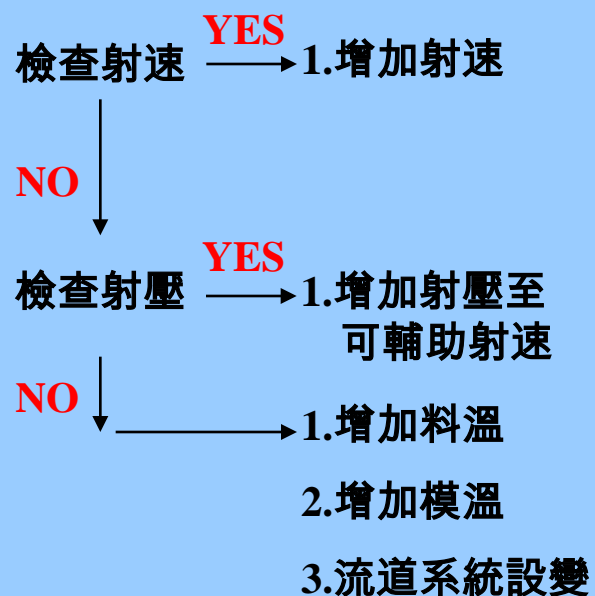 YES
檢查射速
1.增加射速
NO
YES
檢查射壓
1.增加射壓至
可輔助射速
NO
1.增加料溫
2.增加模溫
3.流道系統設變